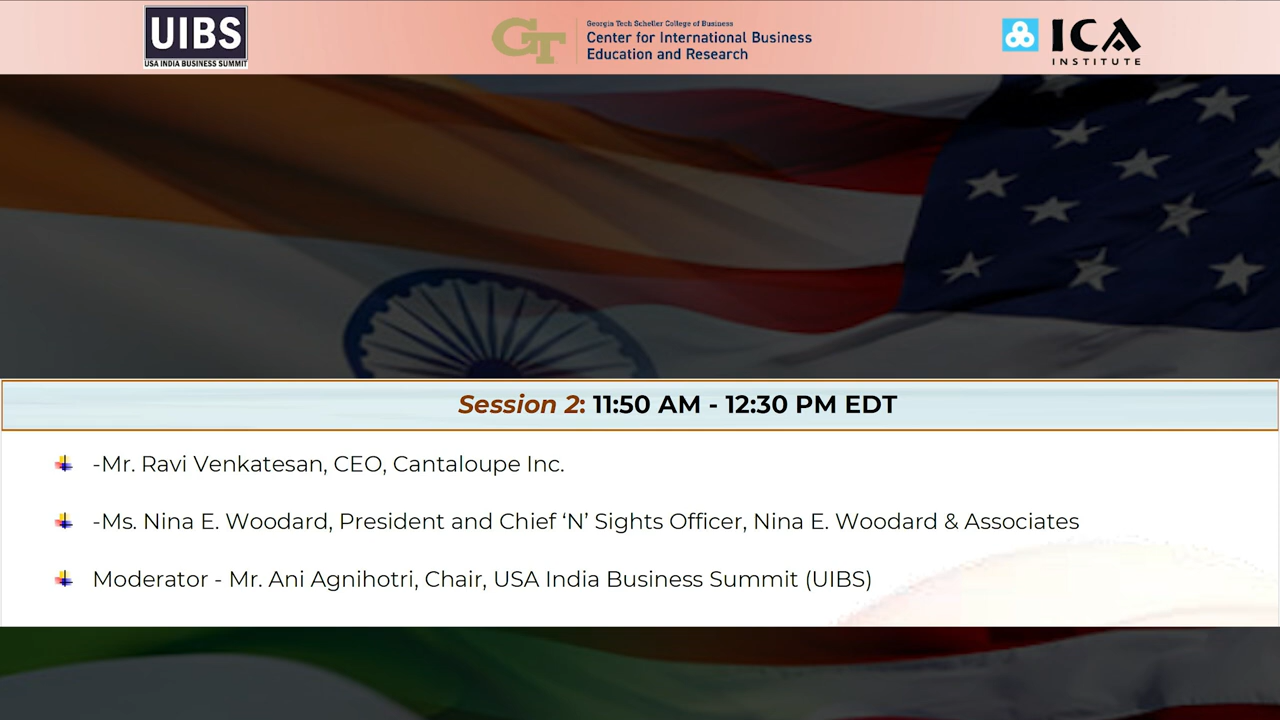 UIBS
USA INDIA BUSINESS SUMMIT
GT
Georgia Tech Scheller College of Business
Center for International Business
Education and Research
ICA
INSTITUTE
Session 2: 11:50 AM - 12:30 PM EDT
-Mr. Ravi Venkatesan, CEO, Cantaloupe Inc.
-Ms. Nina E. Woodard, President and Chief ‘N’ Sights Officer, Nina E. Woodard & Associates
Moderator - Mr. Ani Agnihotri, Chair, USA India Business Summit (UIBS)